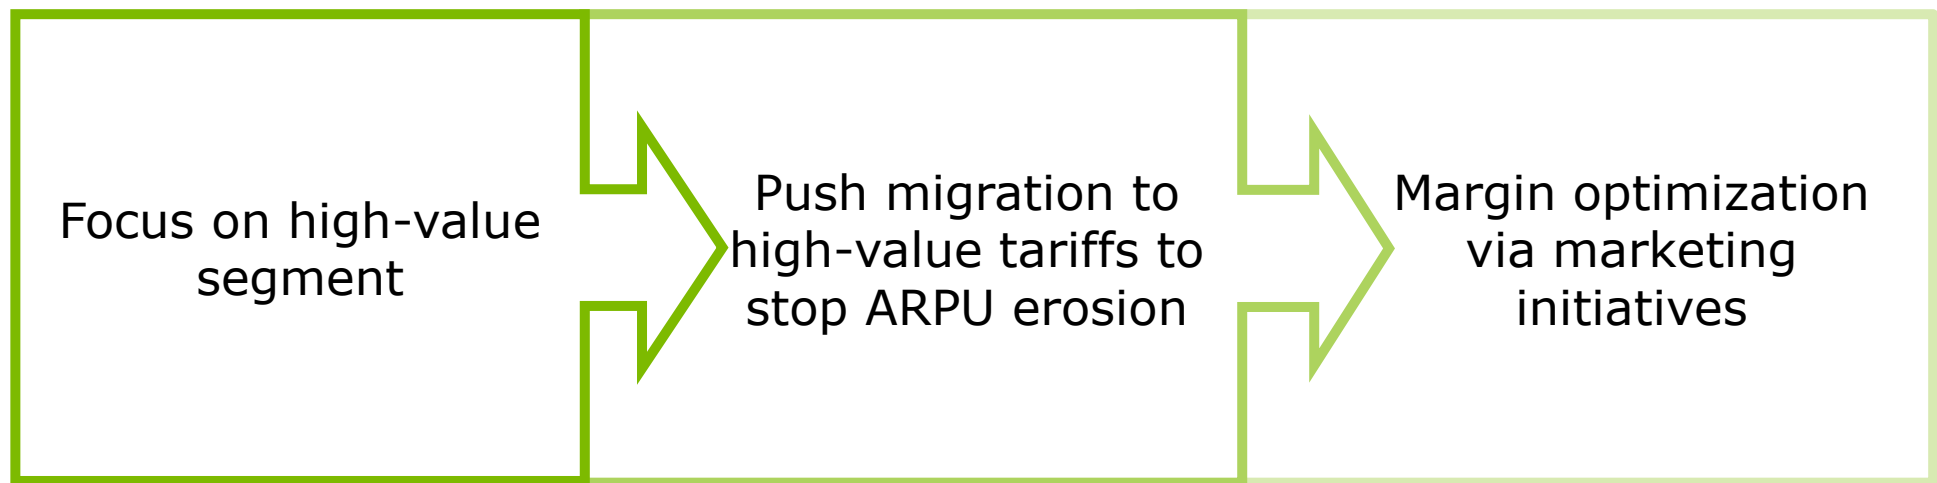 Focus on high-value
segment
Push migration to
high-value tariffs to
stop ARPU erosion
Margin optimization
via marketing
initiatives